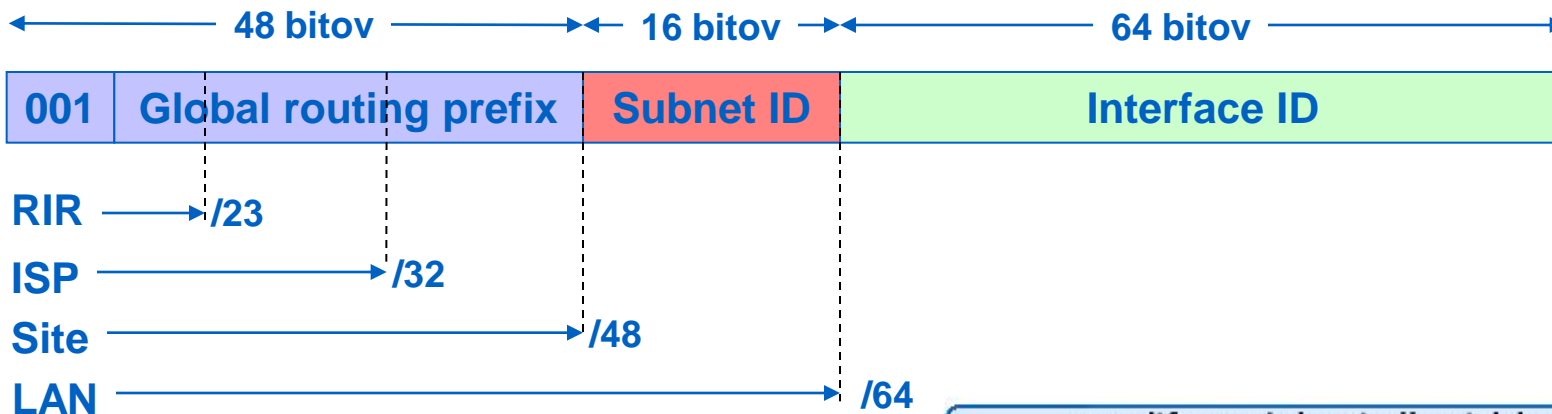 48 bitov 16 bitov 64 bitov
001 Global routing prefix Subnet ID Interface ID
RIR /23
ISP /32
Site /48
LAN /64